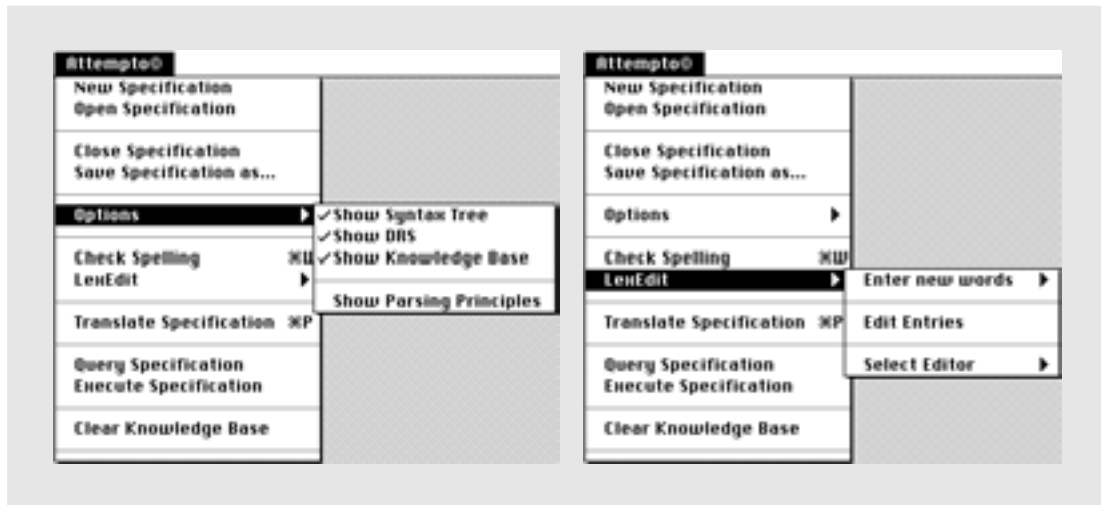 Attempto©
New Specification
Open Specification
Close Specification
Save Specification as...
Options
✓Show Syntax Tree
✓Show DRS
Check Spelling ⌘W
✓Show Knowledge Base
LexEdit
Show Parsing Principles
Translate Specification ⌘P
Query Specification
Execute Specification
Clear Knowledge Base
Attempto©
New Specification
Open Specification
Close Specification
Save Specification as...
Options
Check Spelling ⌘W
LexEdit
Enter new words
Translate Specification ⌘P
Edit Entries
Query Specification
Select Editor
Execute Specification
Clear Knowledge Base